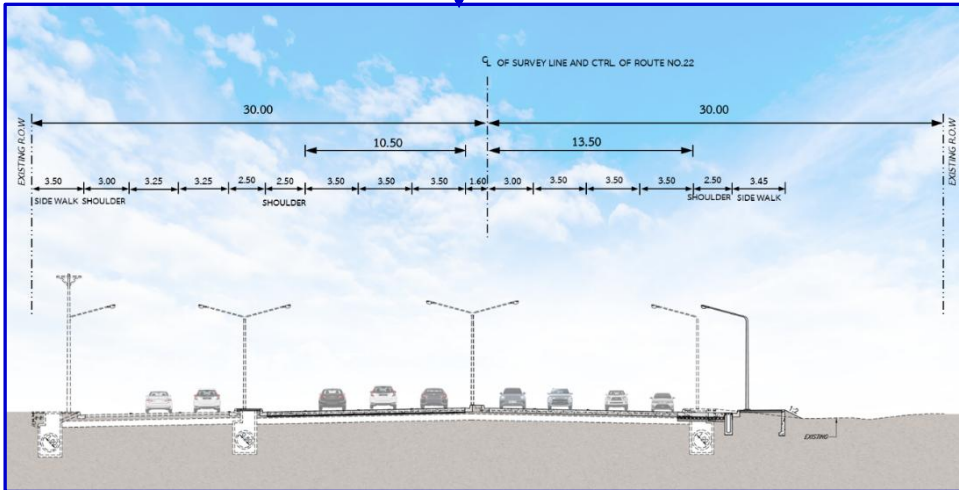 ℄ OF SURVEY LINE AND CTRL. OF ROUTE NO.22
30.00 30.00
EXISTING R.O.W
EXISTING R.O.W
10.50 13.50
3.50 3.00 3.25 3.25 2.50 2.50 3.50 3.50 3.50 1.60 3.00 3.50 3.50 3.50 2.50 3.45
SIDE WALK SHOULDER SHOULDER SHOULDER SIDE WALK
EXISTING